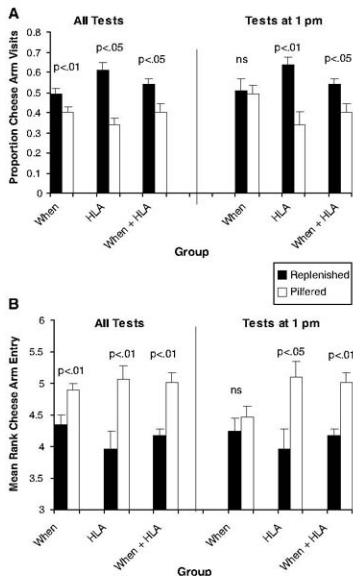 A
All Tests
Tests at 1 pm
Proportion Cheese Arm Visits
0.8
0.7
0.6
0.5
0.4
0.3
0.2
0.1
0
p<.01
p<.05
p<.05
ns
p<.01
p<.05
When
HLA
When + HLA
When
HLA
When + HLA
Group
Replenished
Pilfered
B
All Tests
Tests at 1 pm
Mean Rank Cheese Arm Entry
6
5.5
5
4.5
4
3.5
3
p<.01
p<.01
p<.01
ns
p<.05
p<.01
When
HLA
When + HLA
When
HLA
When + HLA
Group